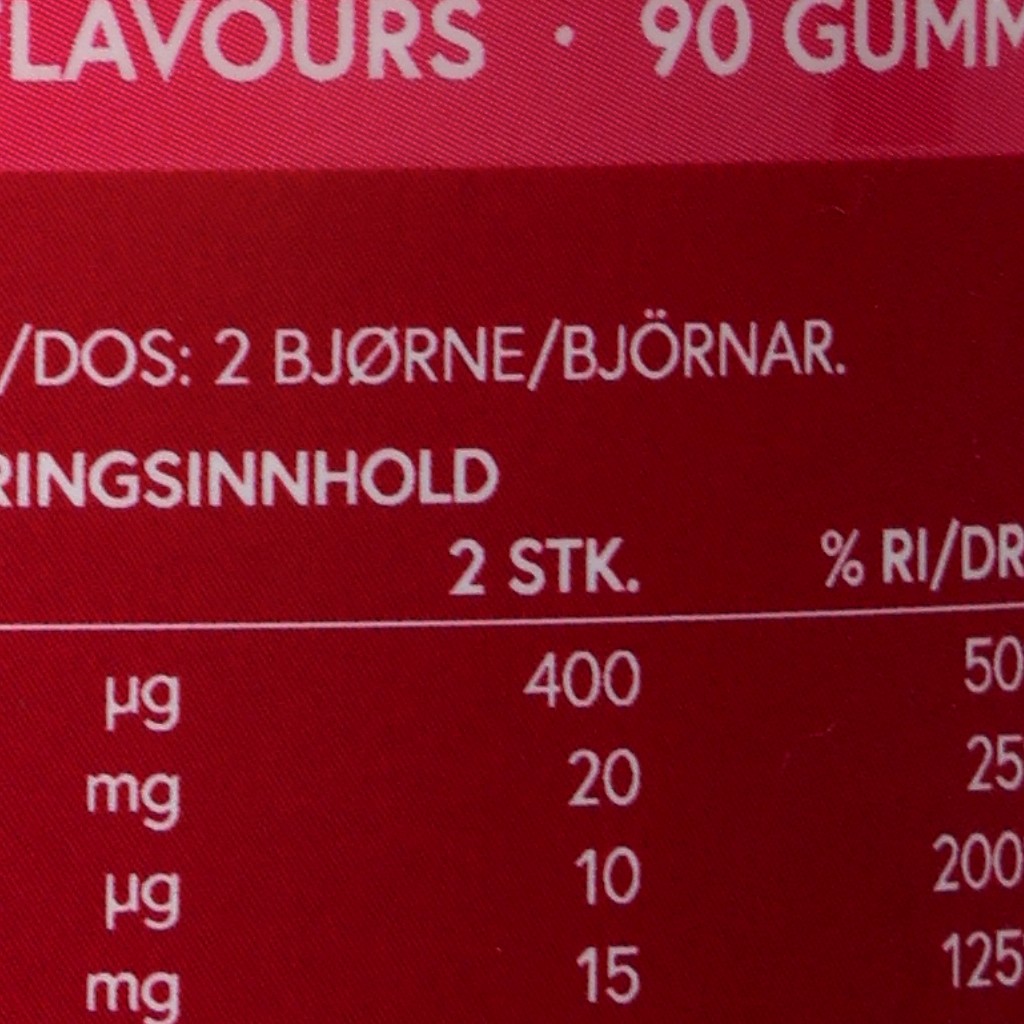 LAVOURS · 90 GUMM
/DOS: 2 BJØRNE/BJÖRNAR.
RINGSINNHOLD
2 STK. % RI/DR
µg 400 50
mg 20 25
µg 10 200
mg 15 125